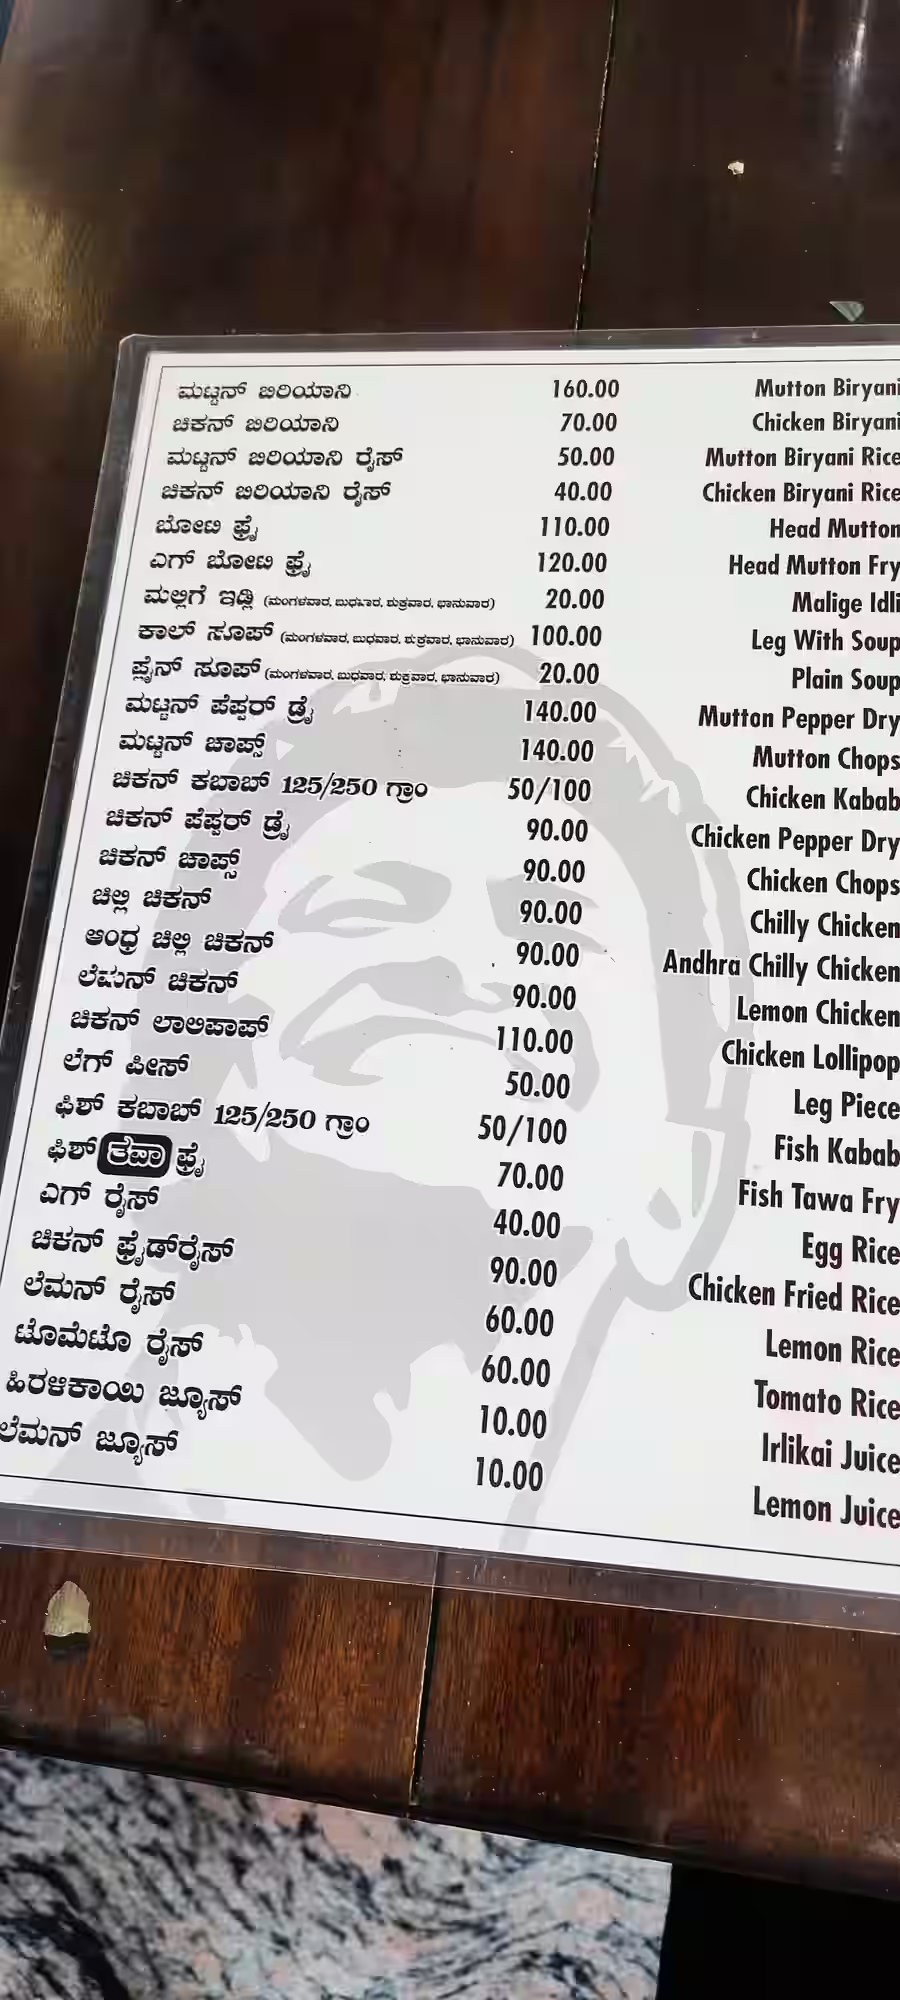 ಮಟ್ಟನ್ ಬಿರಿಯಾನಿ 160.00 Mutton Biryani
ಚಿಕನ್ ಬಿರಿಯಾನಿ 70.00 Chicken Biryani
ಮಟ್ಟನ್ ಬಿರಿಯಾನಿ ರೈಸ್ 50.00 Mutton Biryani Rice
ಚಿಕನ್ ಬಿರಿಯಾನಿ ರೈಸ್ 40.00 Chicken Biryani Rice
ಬೋಟಿ ಫ್ರೈ 110.00 Head Mutton
ಎಗ್ ಬೋಟಿ ಫ್ರೈ 120.00 Head Mutton Fry
ಮಲ್ಲಿಗೆ ಇಡ್ಲಿ (ಮಂಗಳವಾರ, ಬುಧವಾರ, ಶುಕ್ರವಾರ, ಭಾನುವಾರ) 20.00 Malige Idli
ಕಾಲ್ ಸೂಪ್ (ಮಂಗಳವಾರ, ಬುಧವಾರ, ಶುಕ್ರವಾರ, ಭಾನುವಾರ) 100.00 Leg With Soup
ಪ್ಲೈನ್ ಸೂಪ್ (ಮಂಗಳವಾರ, ಬುಧವಾರ, ಶುಕ್ರವಾರ, ಭಾನುವಾರ) 20.00 Plain Soup
ಮಟ್ಟನ್ ಪೆಪ್ಪರ್ ಡ್ರೈ 140.00 Mutton Pepper Dry
ಮಟ್ಟನ್ ಚಾಪ್ಸ್ 140.00 Mutton Chops
ಚಿಕನ್ ಕಬಾಬ್ 125/250 ಗ್ರಾಂ 50/100 Chicken Kabab
ಚಿಕನ್ ಪೆಪ್ಪರ್ ಡ್ರೈ 90.00 Chicken Pepper Dry
ಚಿಕನ್ ಚಾಪ್ಸ್ 90.00 Chicken Chops
ಚಿಲ್ಲಿ ಚಿಕನ್ 90.00 Chilly Chicken
ಆಂಧ್ರ ಚಿಲ್ಲಿ ಚಿಕನ್ 90.00 Andhra Chilly Chicken
ಲೆಮನ್ ಚಿಕನ್ 90.00 Lemon Chicken
ಚಿಕನ್ ಲಾಲಿಪಾಪ್ 110.00 Chicken Lollipop
ಲೆಗ್ ಪೀಸ್ 50.00 Leg Piece
ಫಿಶ್ ಕಬಾಬ್ 125/250 ಗ್ರಾಂ 50/100 Fish Kabab
ಫಿಶ್ ತವಾ ಫ್ರೈ 70.00 Fish Tawa Fry
ಎಗ್ ರೈಸ್ 40.00 Egg Rice
ಚಿಕನ್ ಫ್ರೈಡ್‌ರೈಸ್ 90.00 Chicken Fried Rice
ಲೆಮನ್ ರೈಸ್ 60.00 Lemon Rice
ಟೊಮೆಟೊ ರೈಸ್ 60.00 Tomato Rice
ಹಿರಳಿಕಾಯಿ ಜ್ಯೂಸ್ 10.00 Irlikai Juice
ಲೆಮನ್ ಜ್ಯೂಸ್ 10.00 Lemon Juice